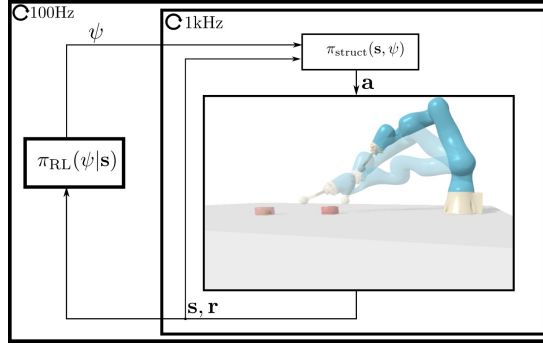 100Hz
1kHz
ψ
π_struct(s, ψ)
a
π_RL(ψ|s)
s, r